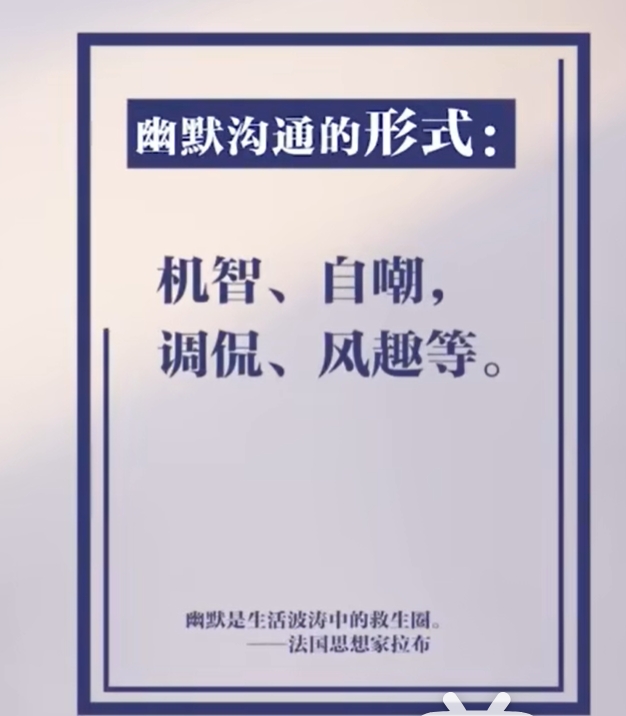 幽默沟通的形式：
机智、自嘲，
调侃、风趣等。
幽默是生活波涛中的救生圈。
——法国思想家拉布